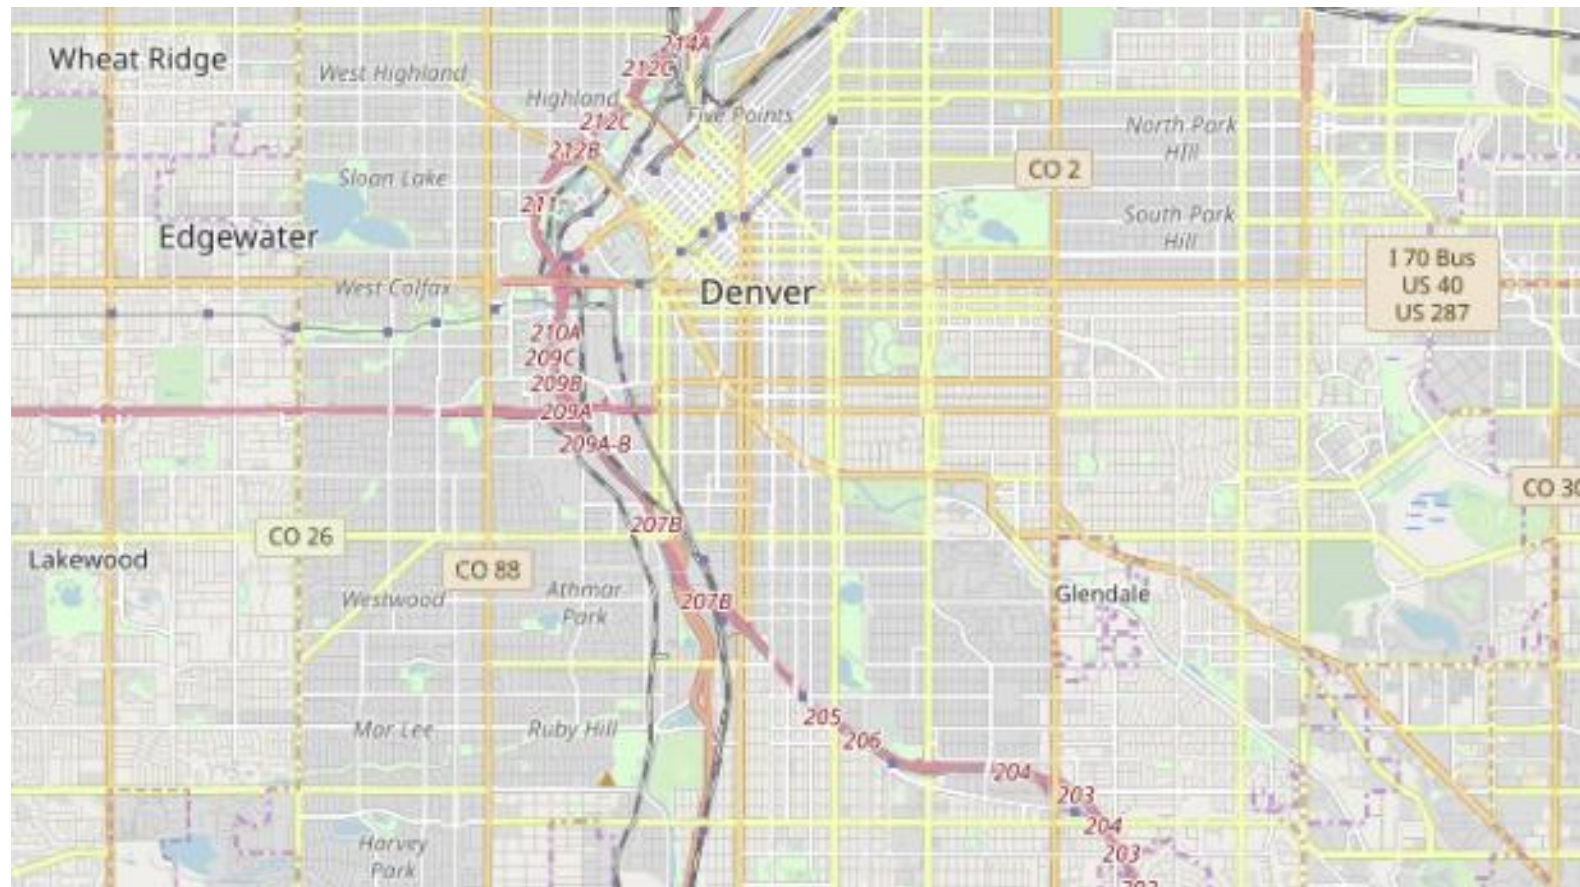 214A
Wheat Ridge
212C
West Highland
Highland
Five Points
212C
North Park
Hill
212B
CO 2
Sloan Lake
211
South Park
Hill
Edgewater
I 70 Bus
US 40
US 287
West Colfax
Denver
210A
209C
209B
209A
209A-B
CO 30
207B
CO 26
Lakewood
CO 88
Athmar
Park
Westwood
207B
Glendale
205
Mar Lee
Ruby Hill
206
204
203
204
Harvey
Park
203